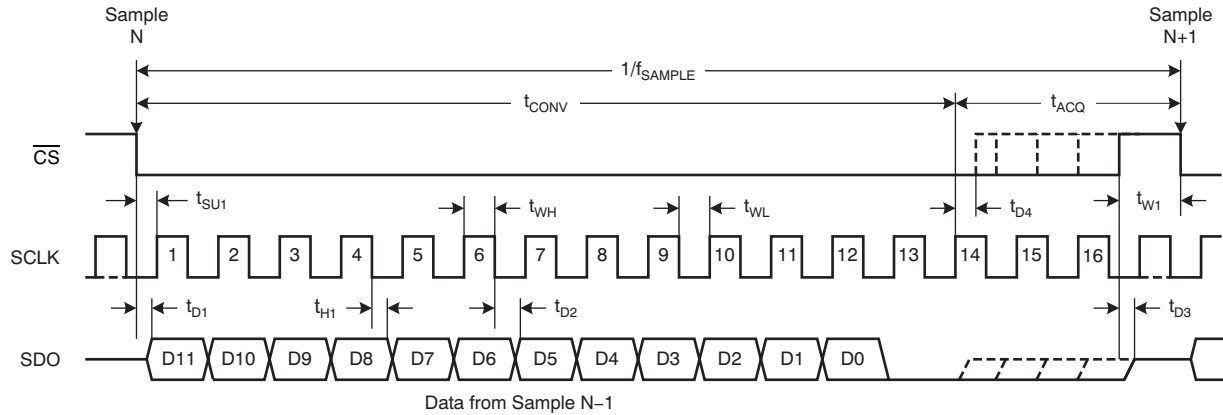 Sample N
Sample N+1
1/fSAMPLE
tCONV
tACQ
CS
tSU1
tWH
tWL
tD4
tW1
SCLK
1 2 3 4 5 6 7 8 9 10 11 12 13 14 15 16
tD1
tH1
tD2
tD3
SDO
D11 D10 D9 D8 D7 D6 D5 D4 D3 D2 D1 D0
Data from Sample N−1